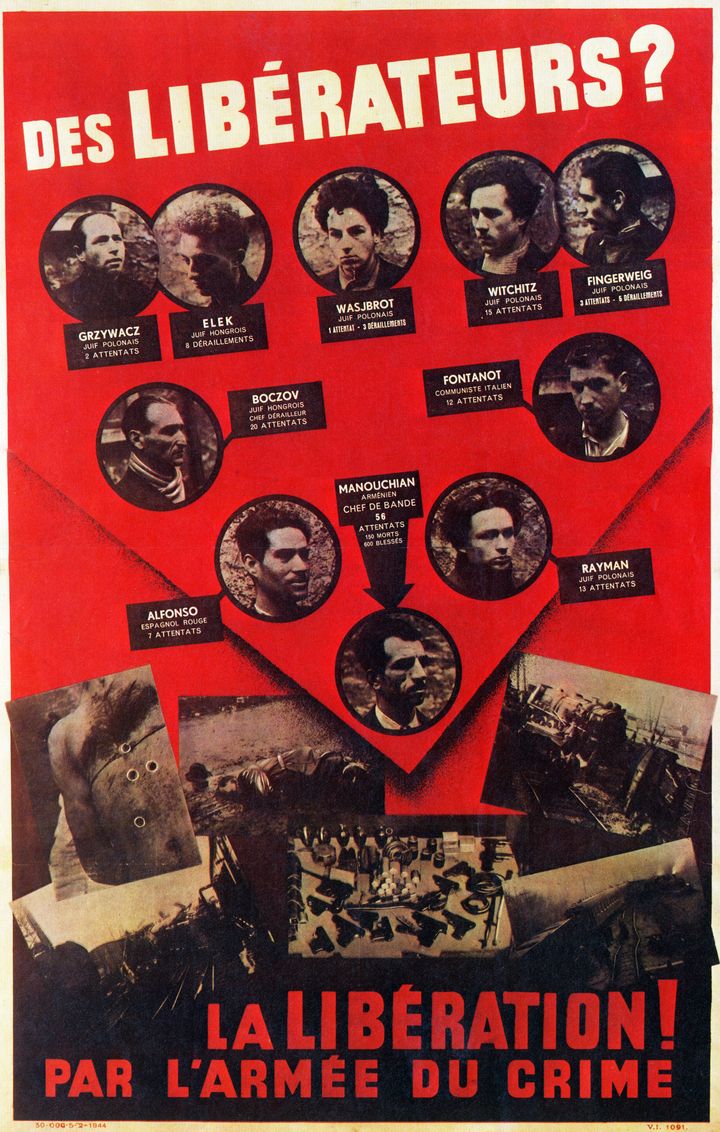 DES LIBÉRATEURS?
GRZYWACZ
JUIF POLONAIS
2 ATTENTATS
ELEK
JUIF HONGROIS
8 DÉRAILLEMENTS
WASJBROT
JUIF POLONAIS
1 ATTENTAT - 3 DÉRAILLEMENTS
WITCHITZ
JUIF POLONAIS
15 ATTENTATS
FINGERWEIG
JUIF POLONAIS
3 ATTENTATS - 5 DÉRAILLEMENTS
BOCZOV
JUIF HONGROIS
CHEF DÉRAILLEUR
20 ATTENTATS
FONTANOT
COMMUNISTE ITALIEN
12 ATTENTATS
MANOUCHIAN
ARMÉNIEN
CHEF DE BANDE
56
ATTENTATS
150 MORTS
600 BLESSÉS
RAYMAN
JUIF POLONAIS
13 ATTENTATS
ALFONSO
ESPAGNOL ROUGE
7 ATTENTATS
LA LIBÉRATION!
PAR L'ARMÉE DU CRIME
V.I. 1091.